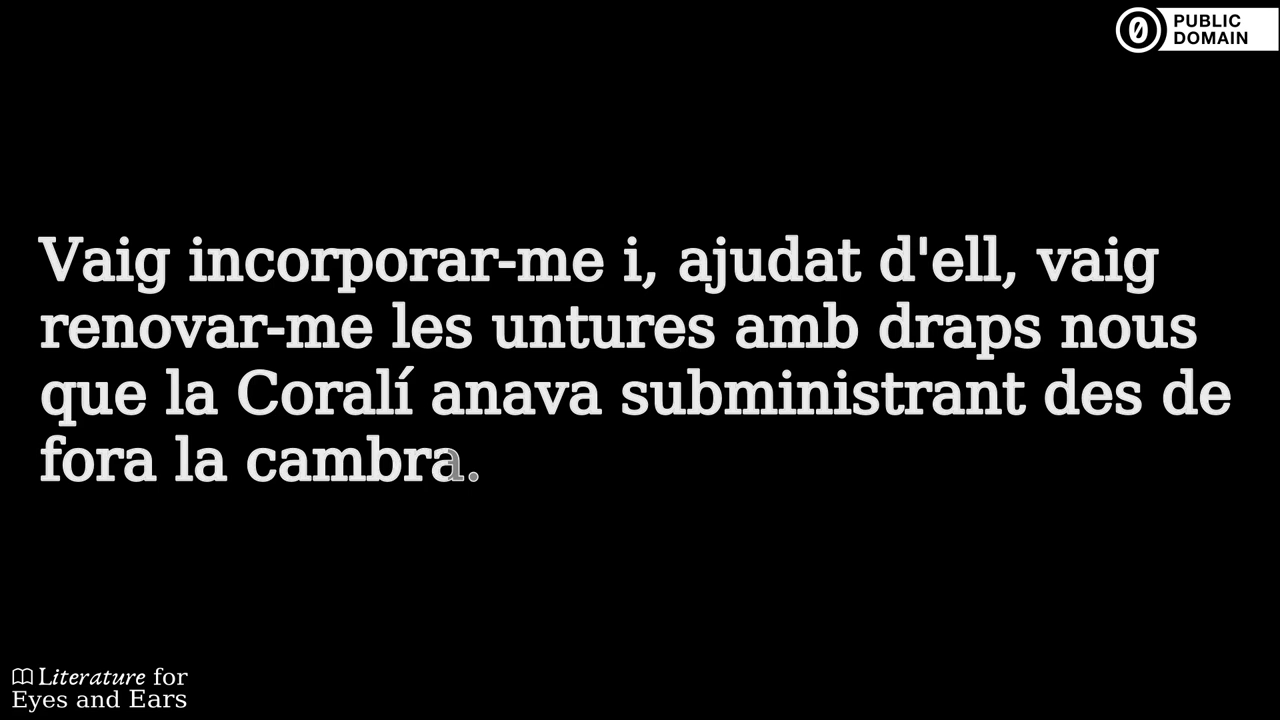 PUBLIC
DOMAIN
Vaig incorporar-me i, ajudat d'ell, vaig
renovar-me les untures amb draps nous
que la Coralí anava subministrant des de
fora la cambra.
Literature for
Eyes and Ears